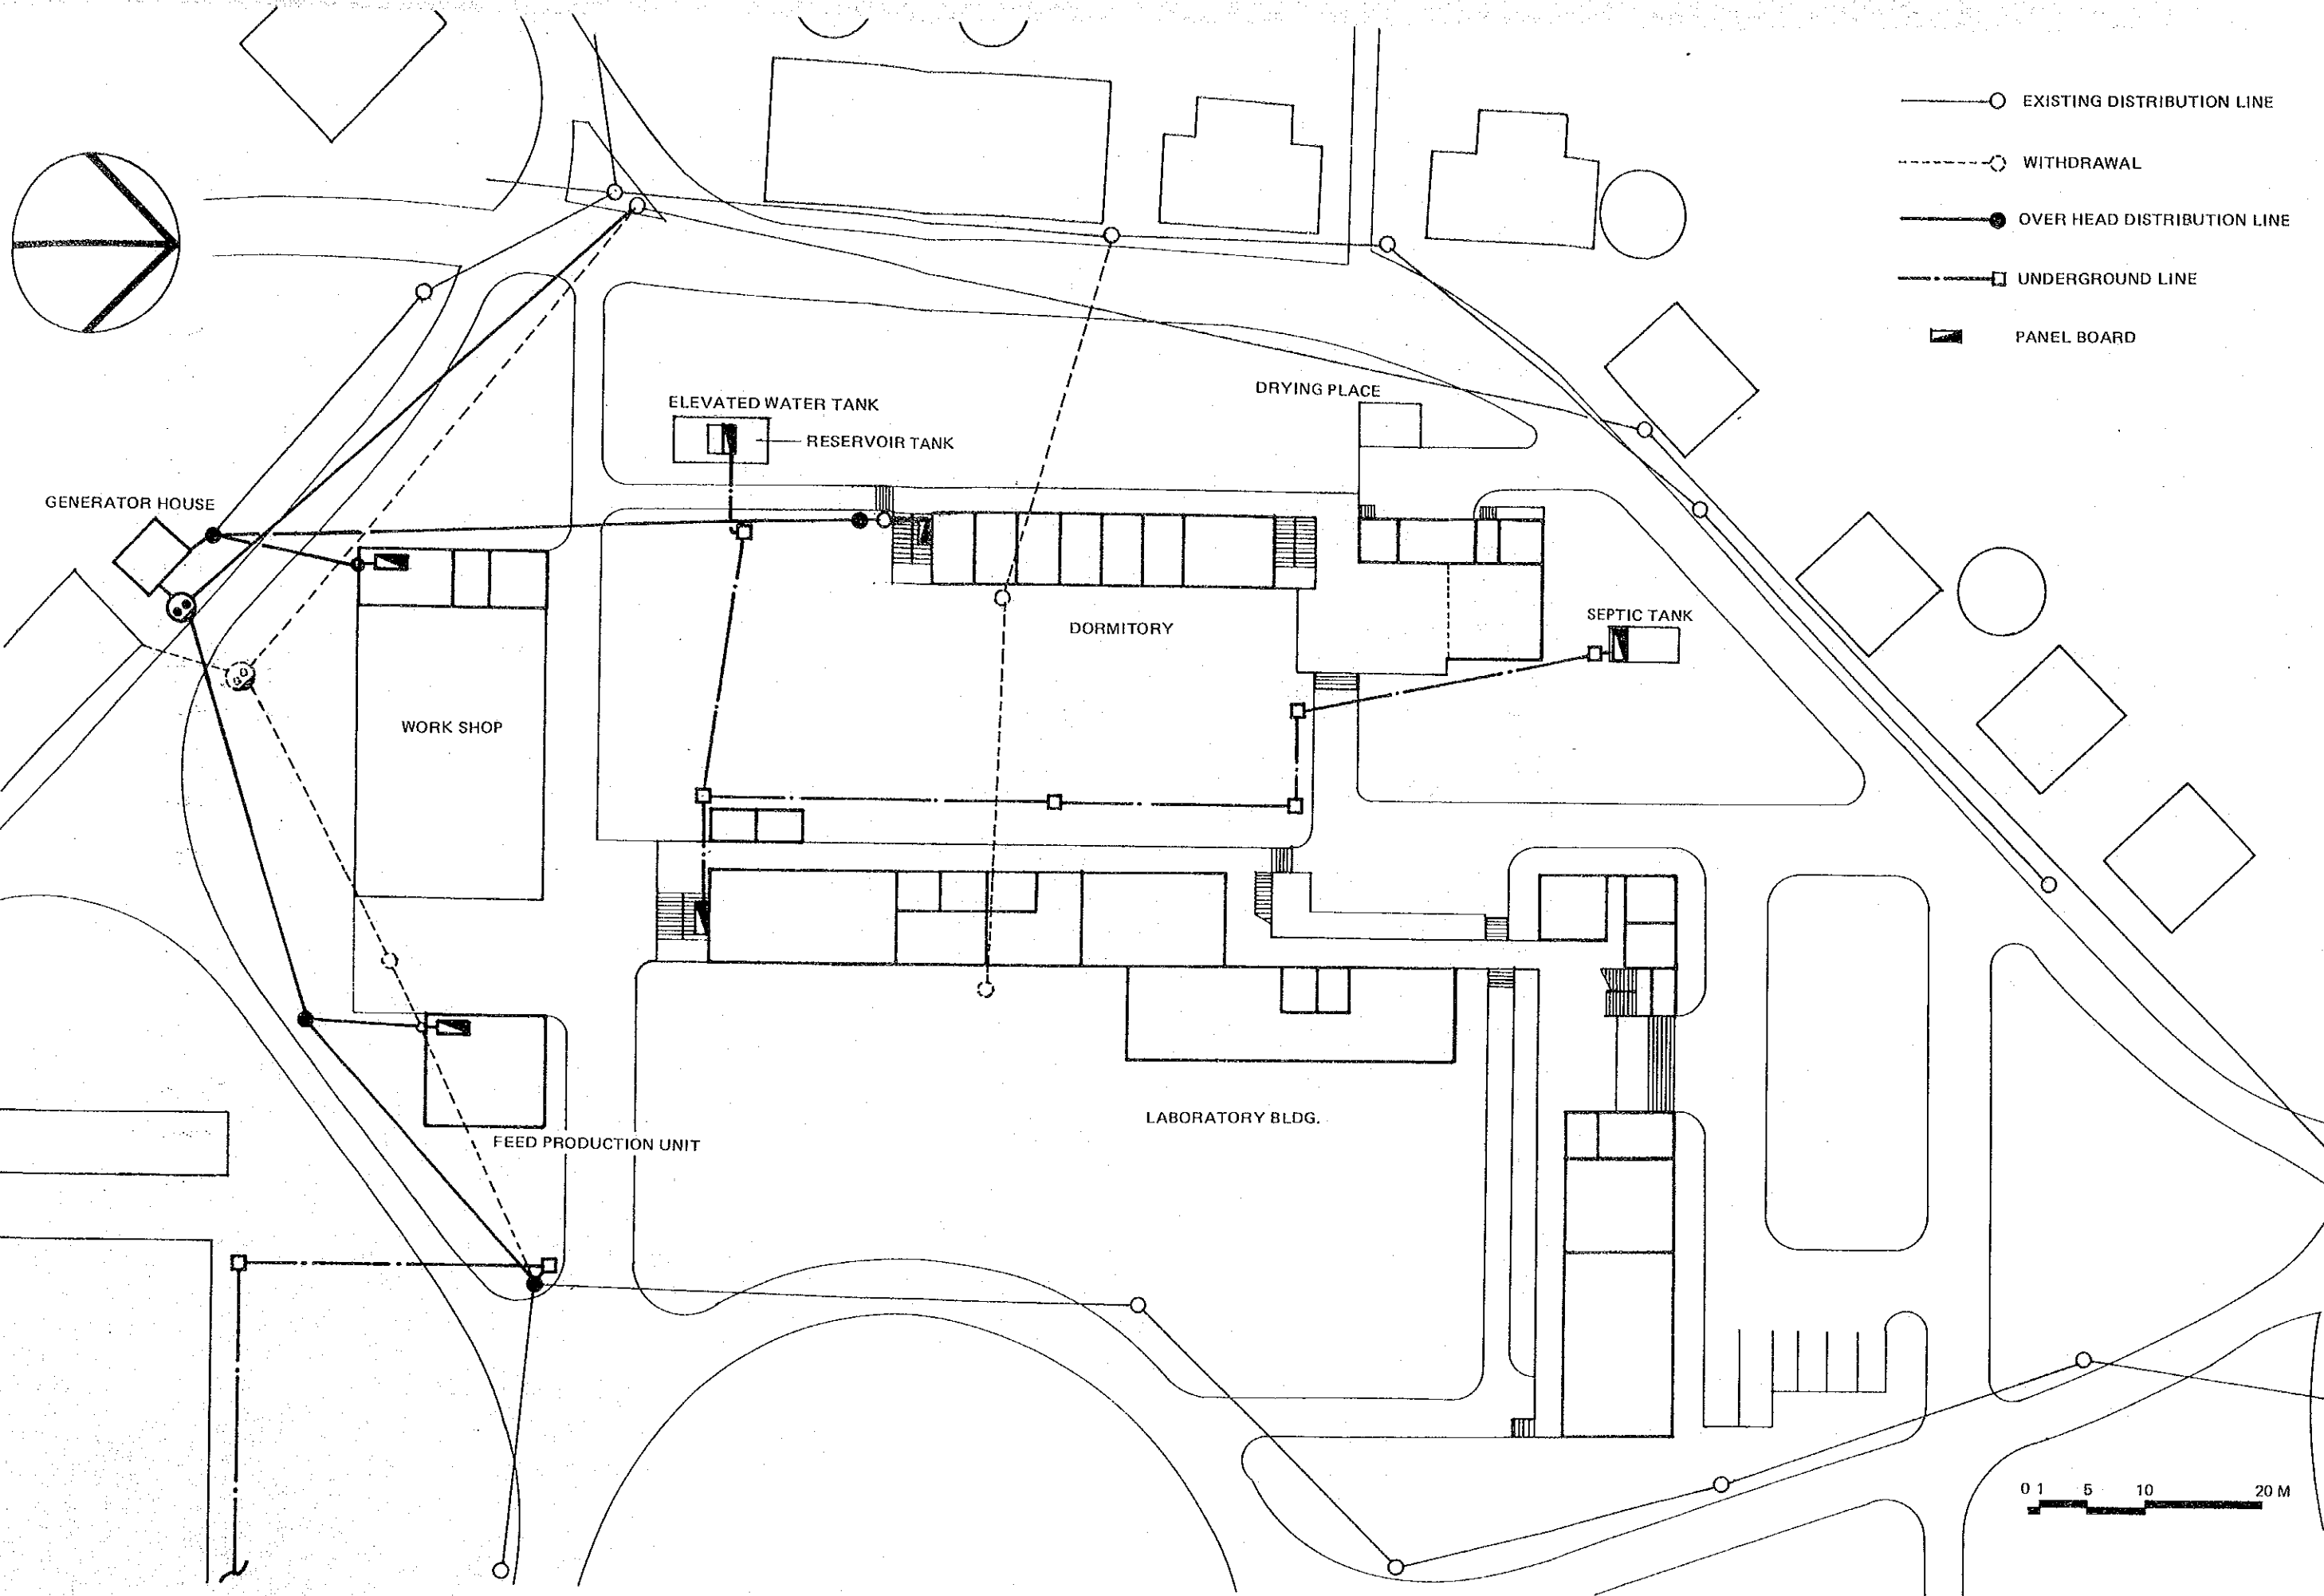 EXISTING DISTRIBUTION LINE
WITHDRAWAL
OVER HEAD DISTRIBUTION LINE
UNDERGROUND LINE
PANEL BOARD
DRYING PLACE
ELEVATED WATER TANK
RESERVOIR TANK
GENERATOR HOUSE
SEPTIC TANK
DORMITORY
WORK SHOP
LABORATORY BLDG.
FEED PRODUCTION UNIT
0 1 5 10 20 M